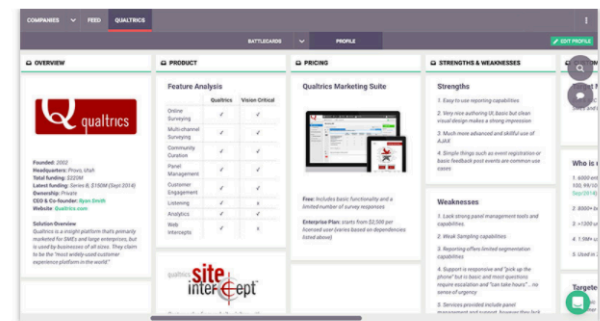 COMPANIES
FEED
QUALTRICS
BATTLECARDS
PROFILE
EDIT PROFILE
OVERVIEW
qualtrics
Founded: 2002
Headquarters: Provo, Utah
Total funding: $220M
Latest funding: Series B, $150M (Sept 2014)
Ownership: Private
CEO & Co-founder: Ryan Smith
Website: Qualtrics.com
Solution Overview
Qualtrics is a insight platform thats primarily
marketed for SME's and large enterprises, but
is used by businesses of all sizes. They claim
to be the "most widely-used customer
experience platform in the world."
PRODUCT
Feature Analysis
Qualtrics Vision Critical
Online
Surveying ✓ ✓
Multi-channel
Surveying ✓ ✓
Community
Curation ✓ ✓
Panel
Management ✓ ✓
Customer
Engagement ✓ ✓
Listening x x
Analytics ✓ ✓
Web
Intercepts ✓ x
qualtrics site
intercept
PRICING
Qualtrics Marketing Suite
Free: Includes basic functionality and a
limited number of survey responses
Enterprise Plan: starts from $2,500 per
licensed user (varies based on dependencies
listed above)
STRENGTHS & WEAKNESSES
Strengths
1. Easy to use reporting capabilities
2. Very nice authoring UI, basic but clean
visual design makes a strong impression
3. Much more advanced and skillful use of
AJAX
4. Simple things such as event registration or
basic feedback post events are common use
cases
Weaknesses
1. Lack strong panel management tools and
capability
2. Weak Sampling capabilities
3. Reporting offers limited segmentation
capabilities
4. Support is responsive and "pick up the
phone" but is basic and most questions
require escalation and "can take hours"... no
sense of urgency
5. Services provided include panel
management and support, however they lack
Who is
Targete